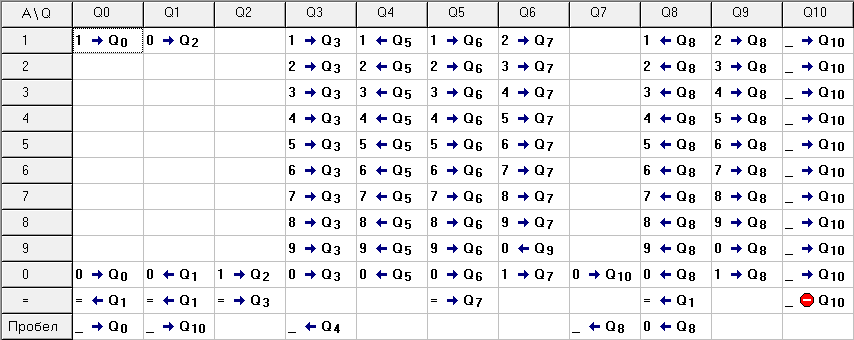 A\Q Q0 Q1 Q2 Q3 Q4 Q5 Q6 Q7 Q8 Q9 Q10
1 1 → Q0 0 → Q2 1 → Q3 1 ← Q5 1 → Q6 2 → Q7 1 ← Q8 2 → Q8 _ → Q10
2 2 → Q3 2 ← Q5 2 → Q6 3 → Q7 2 ← Q8 3 → Q8 _ → Q10
3 3 → Q3 3 ← Q5 3 → Q6 4 → Q7 3 ← Q8 4 → Q8 _ → Q10
4 4 → Q3 4 ← Q5 4 → Q6 5 → Q7 4 ← Q8 5 → Q8 _ → Q10
5 5 → Q3 5 ← Q5 5 → Q6 6 → Q7 5 ← Q8 6 → Q8 _ → Q10
6 6 → Q3 6 ← Q5 6 → Q6 7 → Q7 6 ← Q8 7 → Q8 _ → Q10
7 7 → Q3 7 ← Q5 7 → Q6 8 → Q7 7 ← Q8 8 → Q8 _ → Q10
8 8 → Q3 8 ← Q5 8 → Q6 9 → Q7 8 ← Q8 9 → Q8 _ → Q10
9 9 → Q3 9 ← Q5 9 → Q6 0 ← Q9 9 ← Q8 0 → Q8 _ → Q10
0 0 → Q0 0 ← Q1 1 → Q2 0 → Q3 0 ← Q5 0 → Q6 1 → Q7 0 → Q10 0 ← Q8 1 → Q8 _ → Q10
= = ← Q1 = ← Q1 = → Q3 = → Q7 = ← Q1 _ Q10
Пробел _ → Q0 _ → Q10 _ ← Q4 _ ← Q8 0 ← Q8